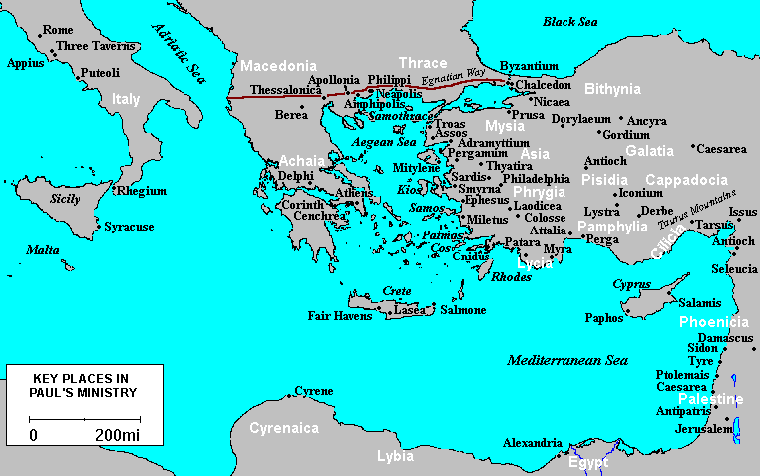 Black Sea
Rome
Three Taverns
Appius
Puteoli
Italy
Adriatic Sea
Macedonia
Thrace
Byzantium
Apollonia
Philippi
Egnatian Way
Chalcedon
Bithynia
Thessalonica
Neapolis
Nicaea
Amphipolis
Berea
Samothrace
Prusa
Troas
Mysia
Dorylaeum
Ancyra
Assos
Gordium
Aegean Sea
Adramyttium
Caesarea
Pergamum
Asia
Galatia
Achaia
Mitylene
Thyatira
Antioch
Delphi
Sardis
Philadelphia
Pisidia
Cappadocia
Rhegium
Kios
Smyrna
Phrygia
Iconium
Sicily
Athens
Ephesus
Taurus Mountains
Corinth
Samos
Laodicea
Lystra
Derbe
Issus
Cenchrea
Miletus
Colosse
Syracuse
Attalia
Pamphylia
Tarsus
Patmos
Patara
Perga
Cilicia
Antioch
Malta
Cos
Myra
Cnidus
Lycia
Seleucia
Rhodes
Crete
Cyprus
Salamis
Fair Havens
Lasea
Salmone
Paphos
Phoenicia
Damascus
Sidon
Mediterranean Sea
Tyre
KEY PLACES IN
PAUL'S MINISTRY
Ptolemais
Caesarea
Cyrene
Palestine
Antipatris
0 200mi
Cyrenaica
Jerusalem
Alexandria
Lybia
Egypt